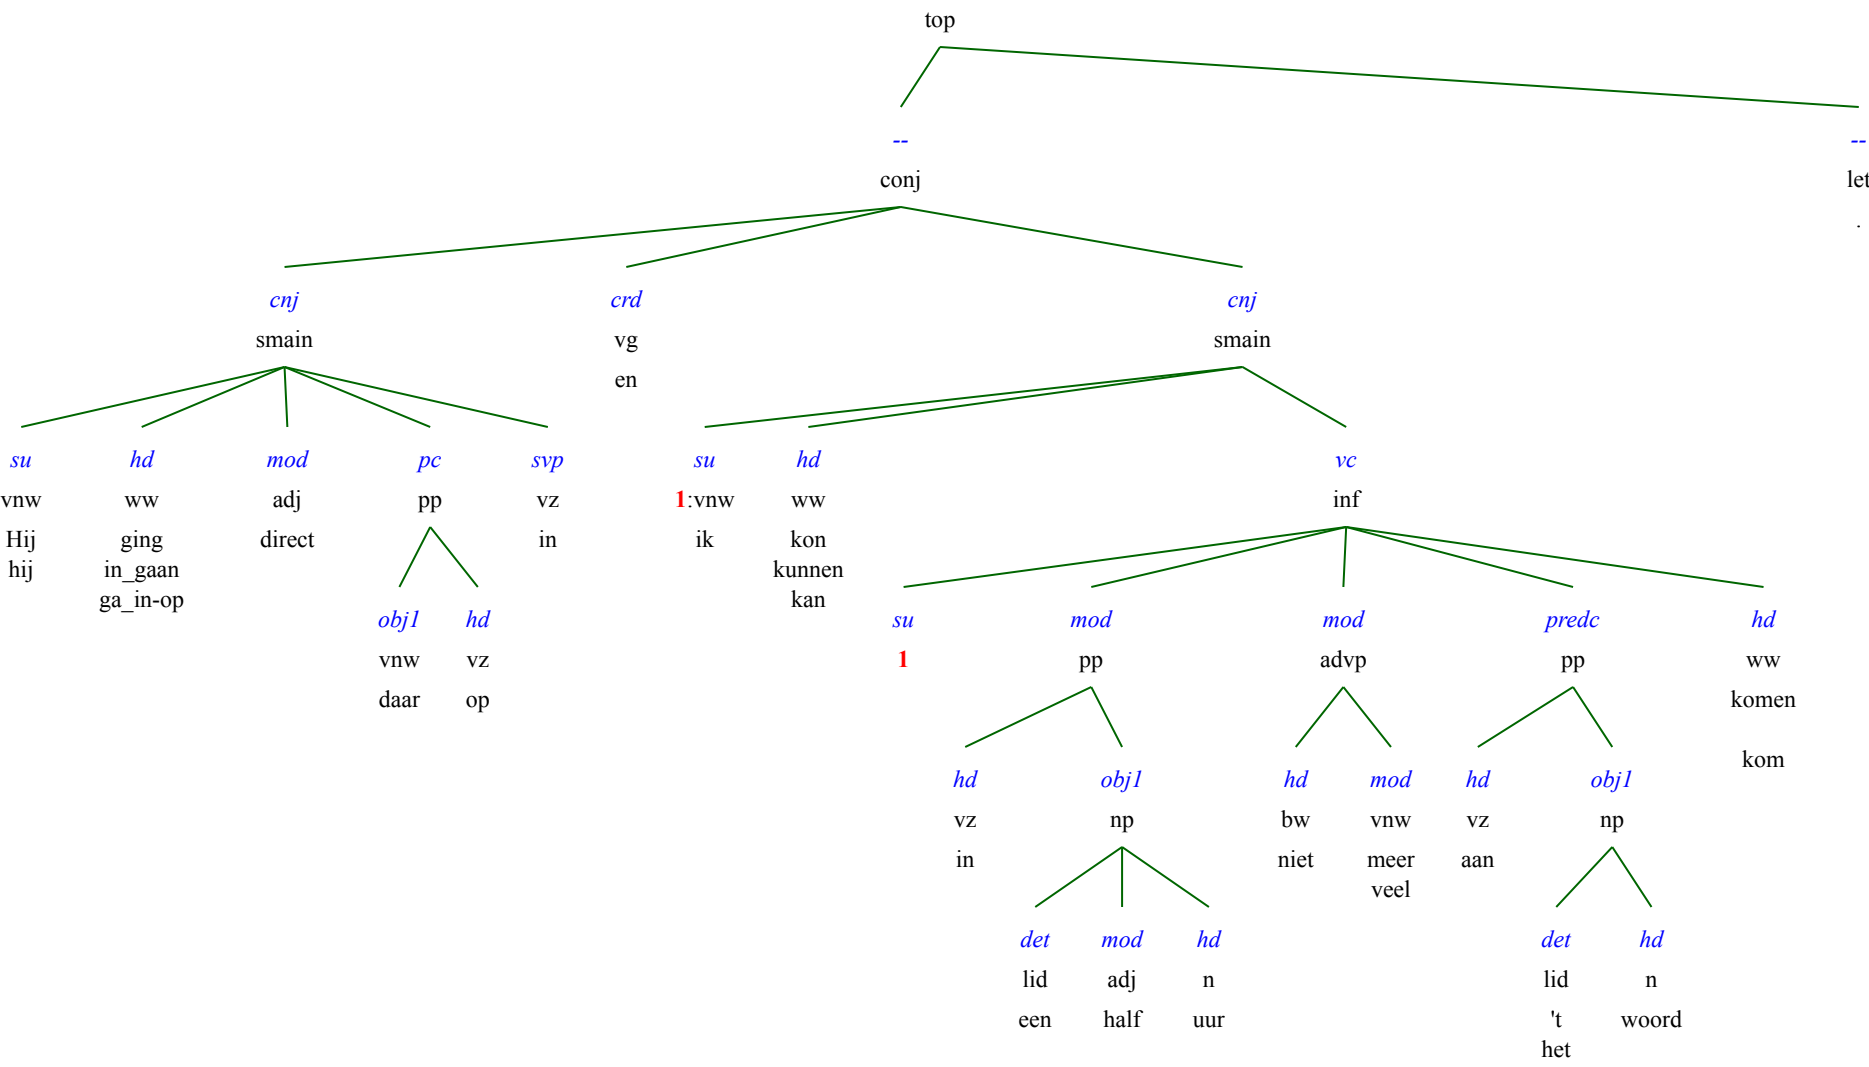 top
-- --
conj let
.
cnj crd cnj
smain vg smain
en
su hd mod pc svp su hd vc
vnw ww adj pp vz 1:vnw ww inf
Hij ging direct in ik kon
hij in_gaan kunnen
ga_in-op kan
obj1 hd su mod mod predc hd
vnw vz 1 pp advp pp ww
daar op komen
kom
hd obj1 hd mod hd obj1
vz np bw vnw vz np
in niet meer aan
veel
det mod hd det hd
lid adj n lid n
een half uur 't woord
het